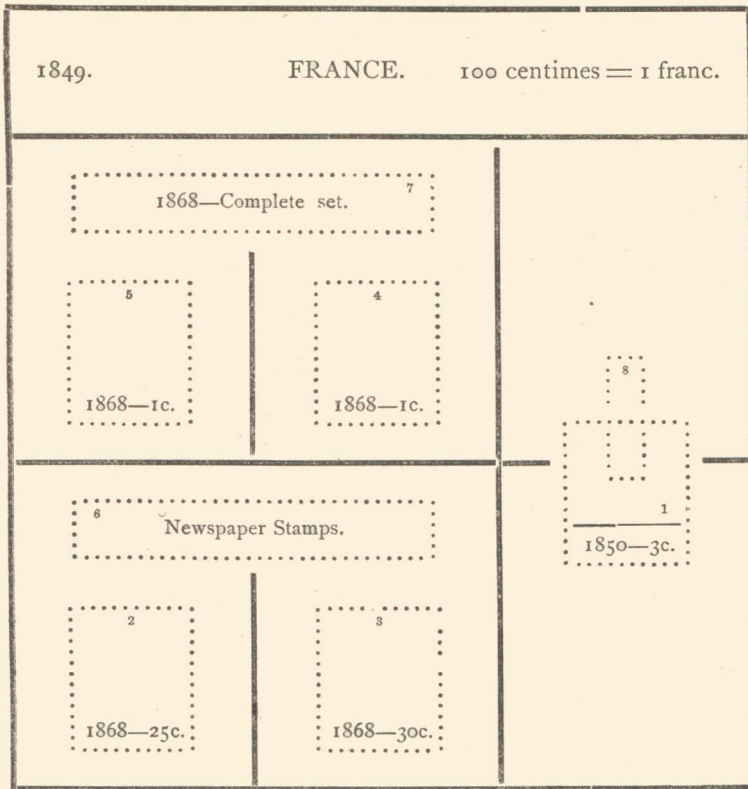 1849. FRANCE. 100 centimes = 1 franc.
7
1868—Complete set.
5
1868—1c.
4
1868—1c.
6
Newspaper Stamps.
2
1868—25c.
3
1868—30c.
8
1
1850—3c.